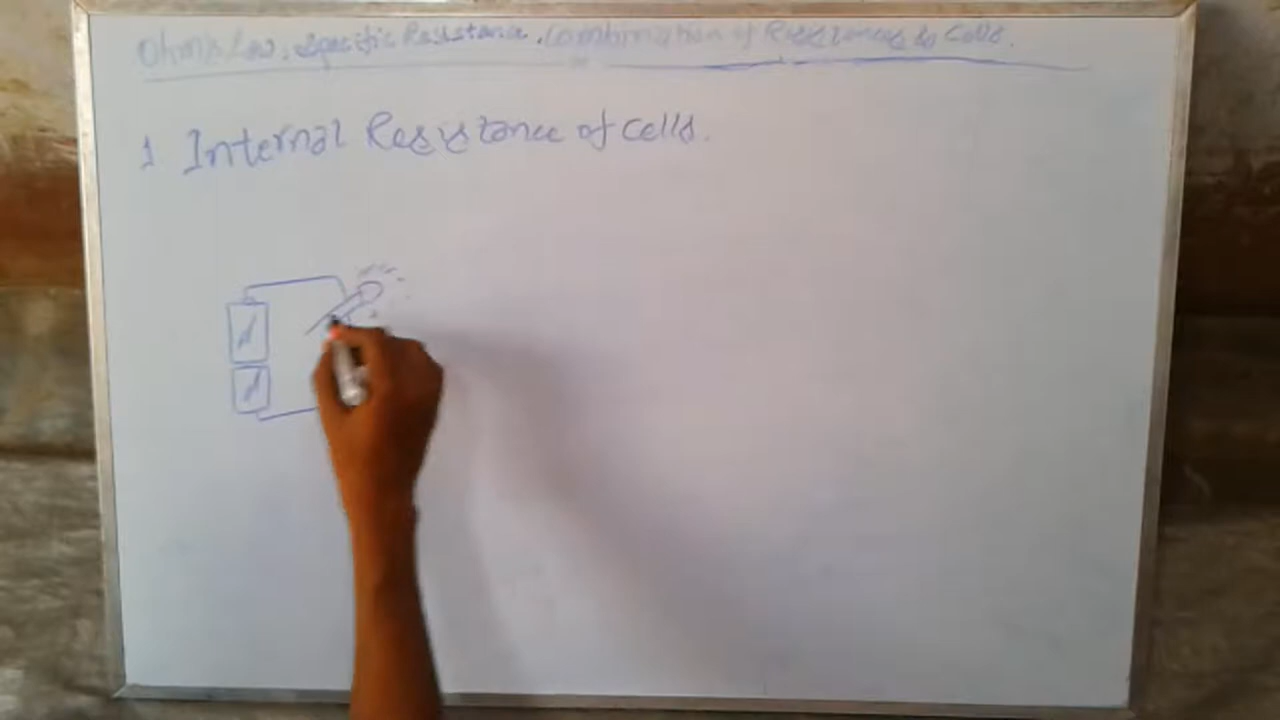 Ohm's Law, Specific Resistance, Combination of Resistances & Cells.
1 Internal Resistance of cells.